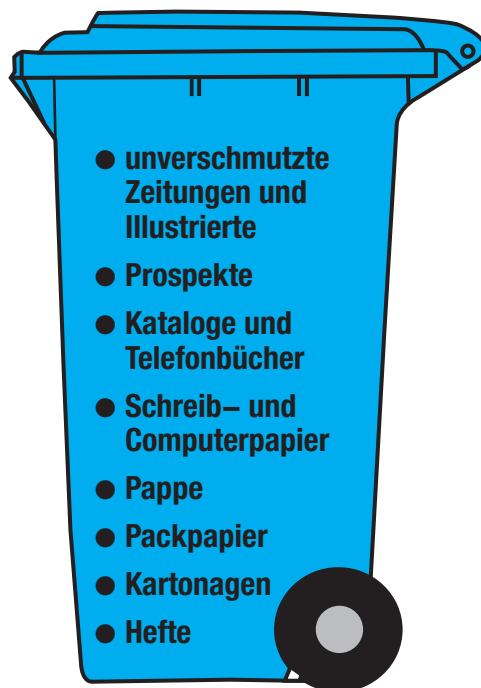 ● unverschmutzte
Zeitungen und
Illustrierte
● Prospekte
● Kataloge und
Telefonbücher
● Schreib– und
Computerpapier
● Pappe
● Packpapier
● Kartonagen
● Hefte